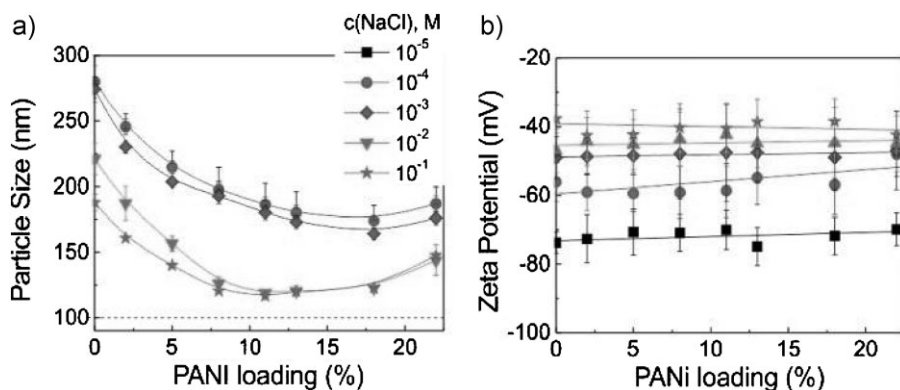 a)
c(NaCl), M
10⁻⁵
10⁻⁴
10⁻³
10⁻²
10⁻¹
300
250
200
150
100
Particle Size (nm)
0 5 10 15 20
PANI loading (%)
b)
-20
-40
-60
-80
-100
Zeta Potential (mV)
0 5 10 15 20
PANi loading (%)